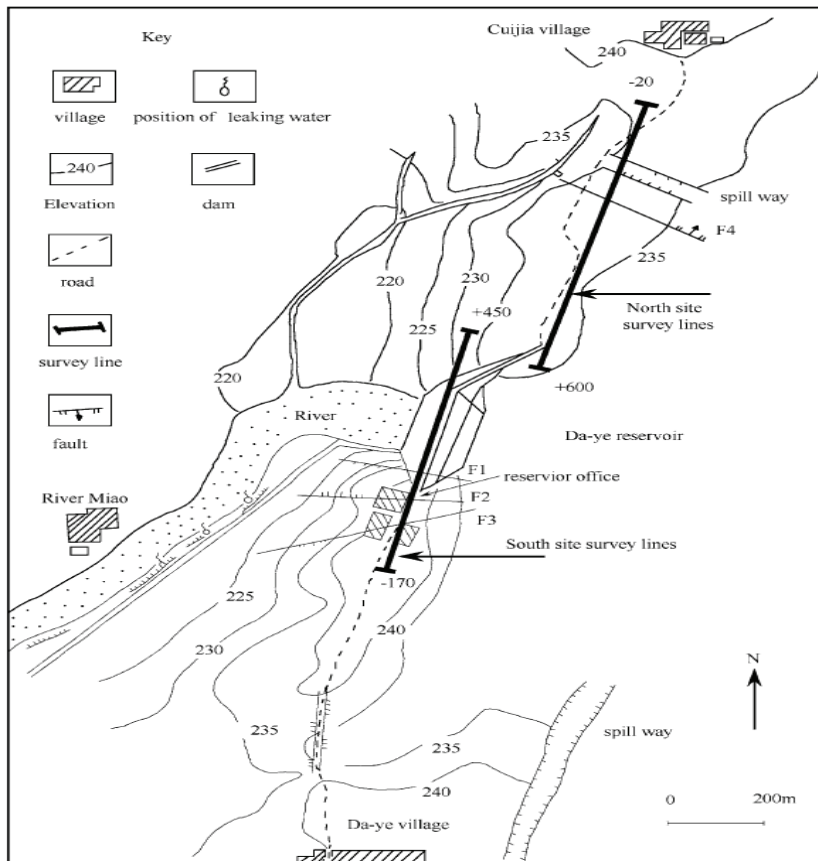 Key
village
position of leaking water
240
Elevation
dam
road
survey line
fault
Cuijia village
240
-20
235
spill way
F4
235
220
230
+450
225
North site
survey lines
220
+600
River
Da-ye reservoir
F1
reservior office
F2
River Miao
F3
South site survey lines
-170
225
240
230
N
235
spill way
235
240
0 200m
Da-ye village